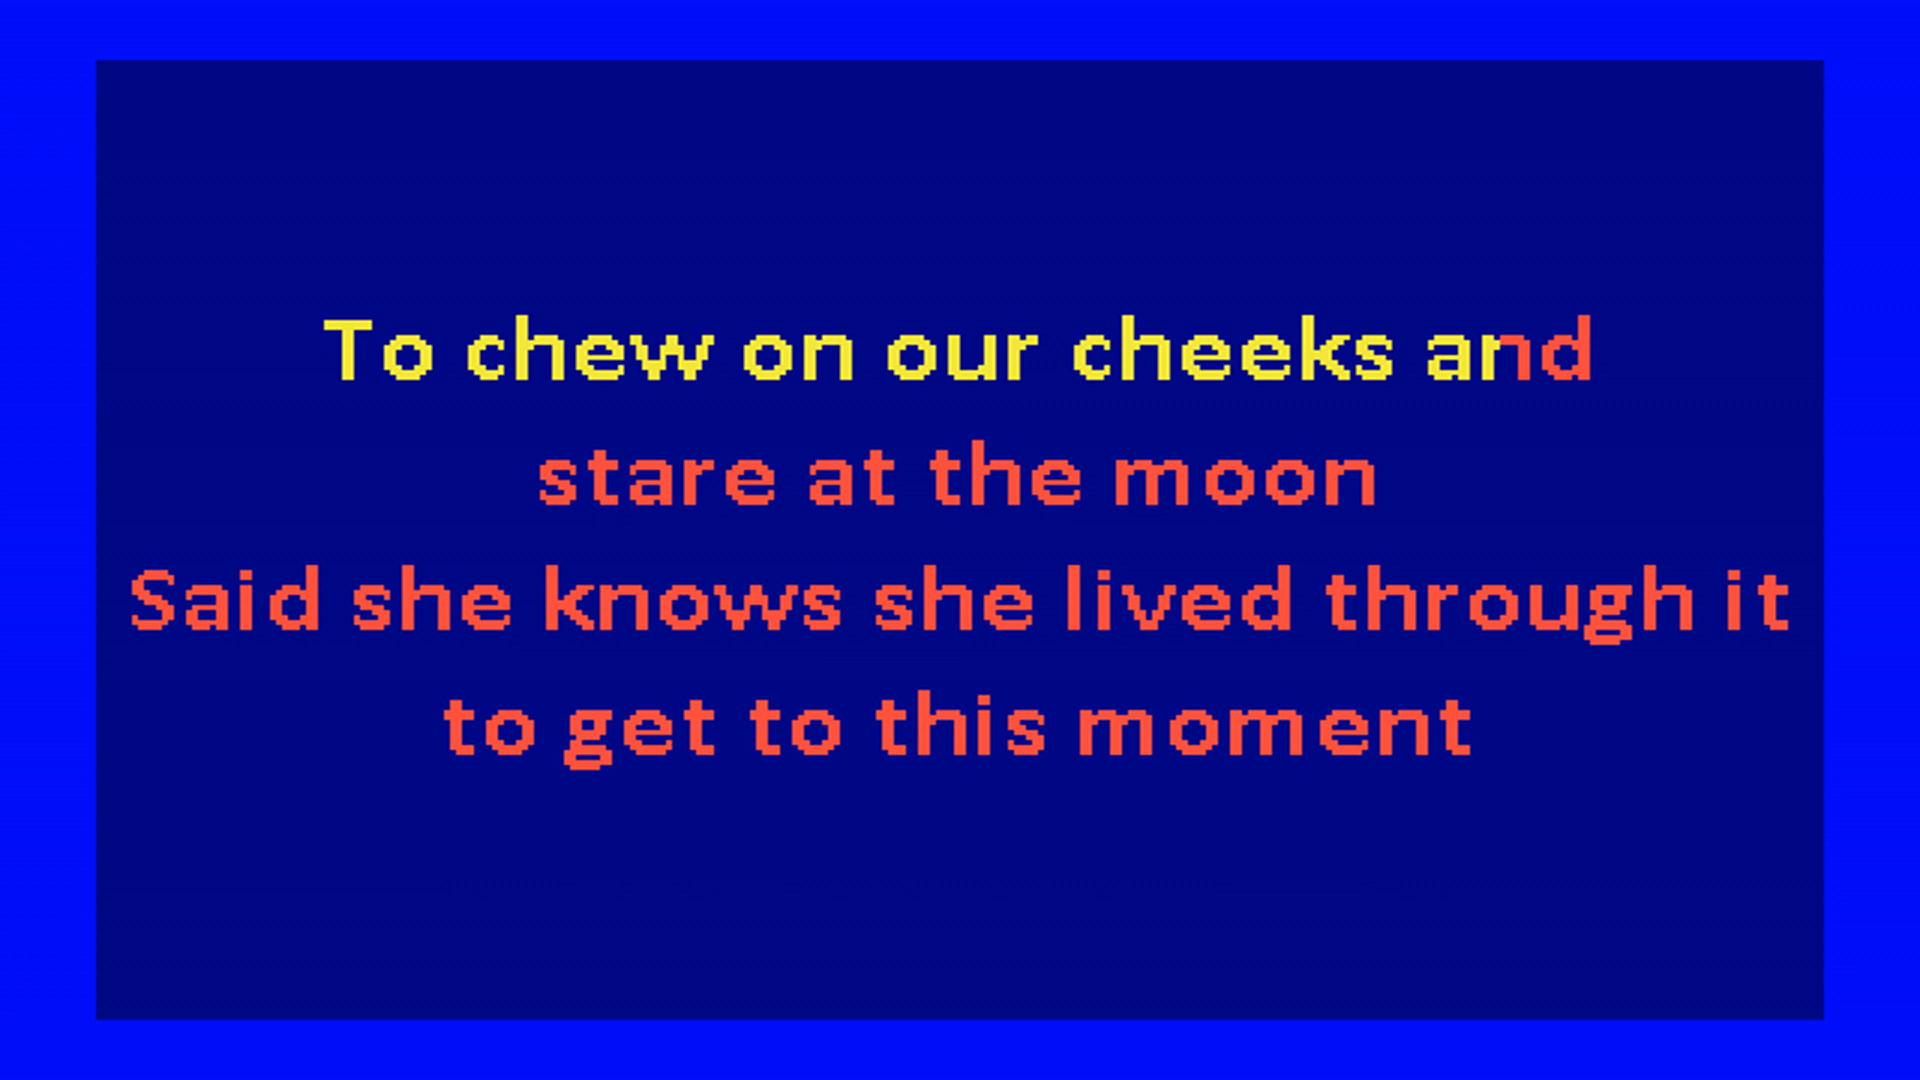 To chew on our cheeks and
stare at the moon
Said she knows she lived through it
to get to this moment